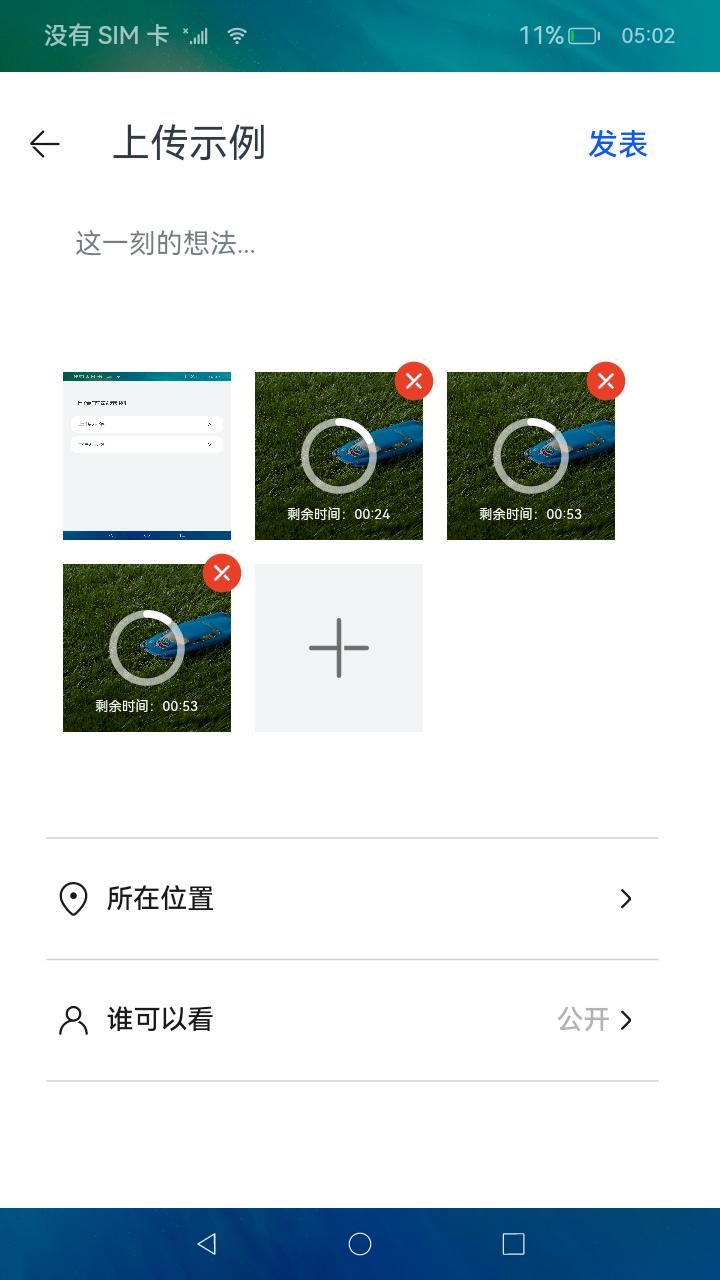 没有 SIM 卡 11% 05:02
上传示例 发表
这一刻的想法...
剩余时间：00:24 剩余时间：00:53
剩余时间：00:53
所在位置
谁可以看 公开